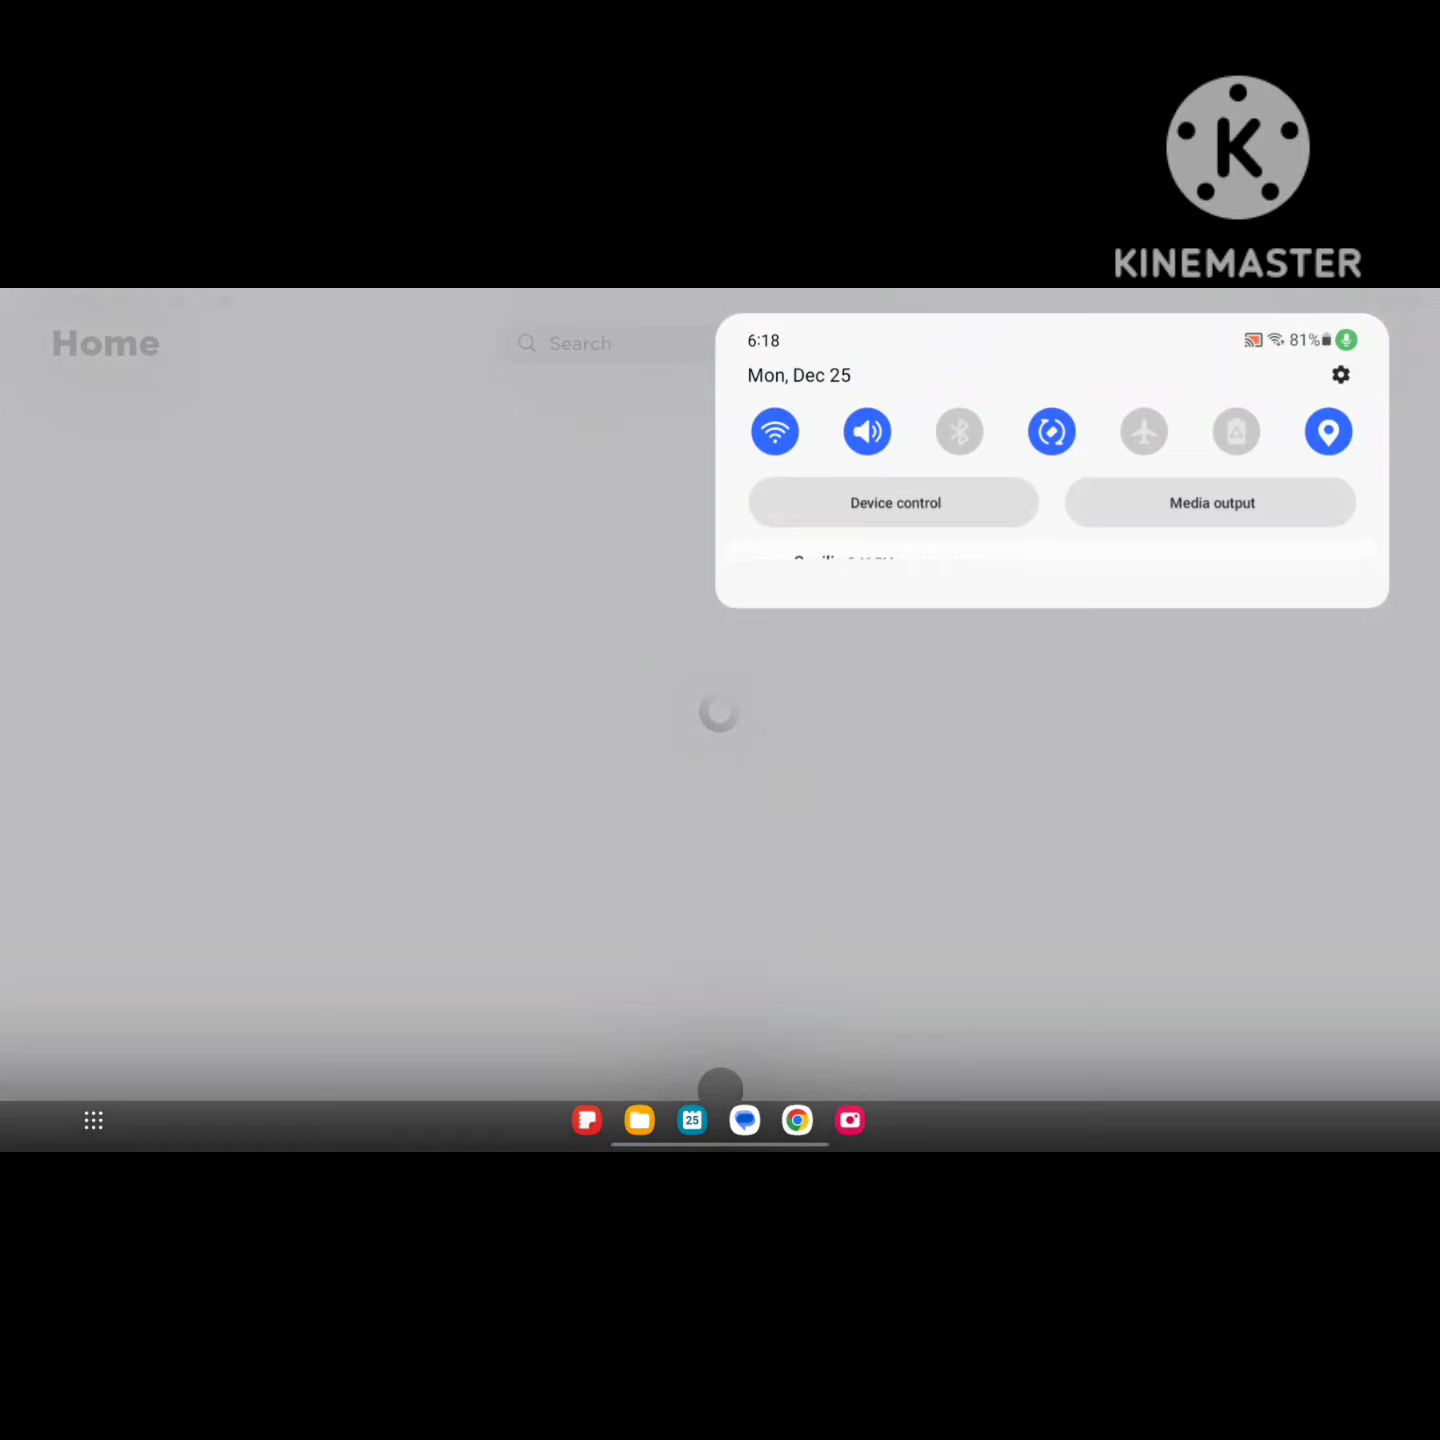 K
KINEMASTER
Home
Search
6:18
81%
Mon, Dec 25
Device control
Media output
25